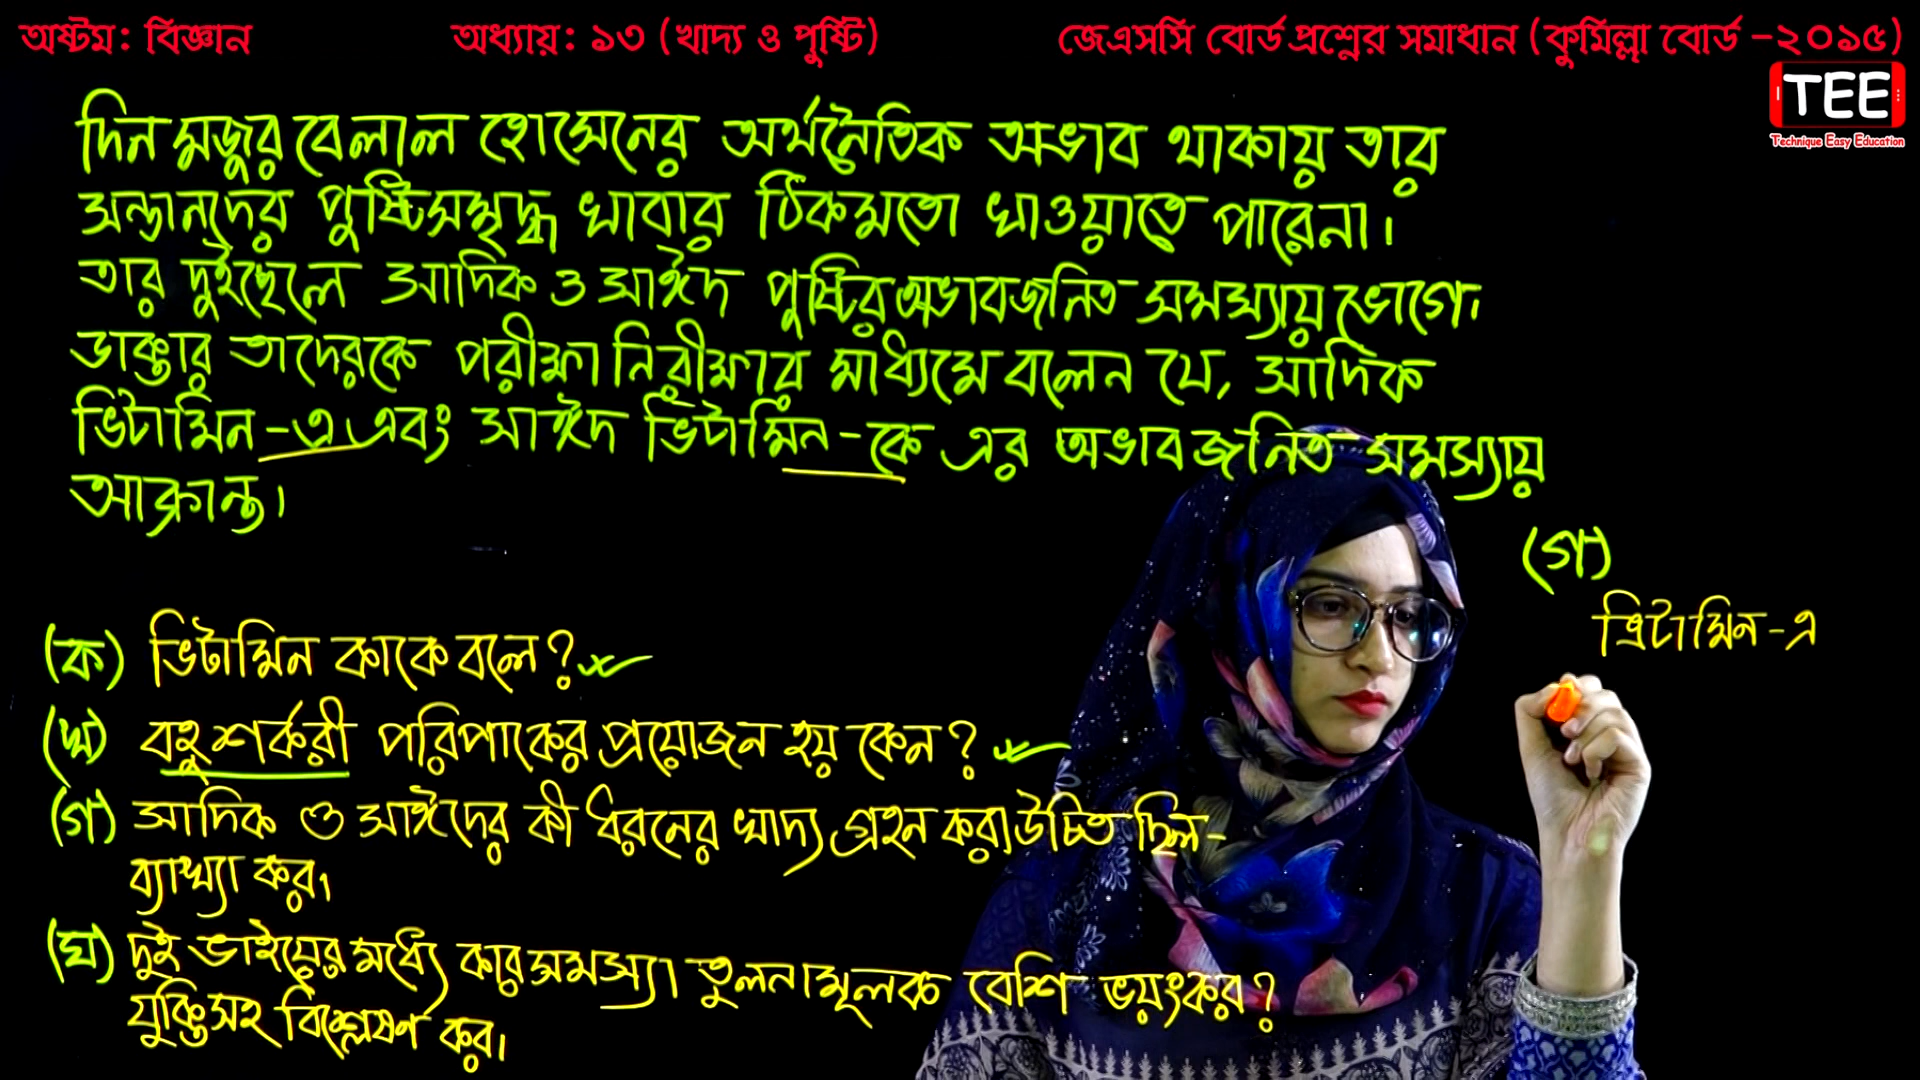 অষ্টম: বিজ্ঞান
অধ্যায়: ১৩ (খাদ্য ও পুষ্টি)
জেএসসি বোর্ড প্রশ্নের সমাধান (কুমিল্লা বোর্ড -২০১৫)
TEE
Technique Easy Education
দিন মজুর বেলাল হোসেনের অর্থনৈতিক অভাব থাকায় তার
সন্তানদের পুষ্টিসমৃদ্ধ খাবার ঠিকমতো খাওয়াতে পারেনা।
তার দুইছেলে সাদিক ও সাঈদ পুষ্টির অভাবজনিত সমস্যায় ভোগে।
ডাক্তার তাদেরকে পরীক্ষা নিরীক্ষার মাধ্যমে বলেন যে, সাদিক
ভিটামিন-এ এবং সাঈদ ভিটামিন-কে এর অভাব জনিত সমস্যায়
আক্রান্ত।
(গ)
ভিটামিন-এ
(ক) ভিটামিন কাকে বলে?
(খ) বহু শর্করী পরিপাকের প্রয়োজন হয় কেন?
(গ) সাদিক ও সাঈদের কী ধরনের খাদ্য গ্রহন করা উচিত ছিল-
ব্যাখ্যা কর।
(ঘ) দুই ভাইয়ের মধ্যে কার সমস্যা তুলনামূলক বেশি ভয়ংকর?
যুক্তিসহ বিশ্লেষণ কর।